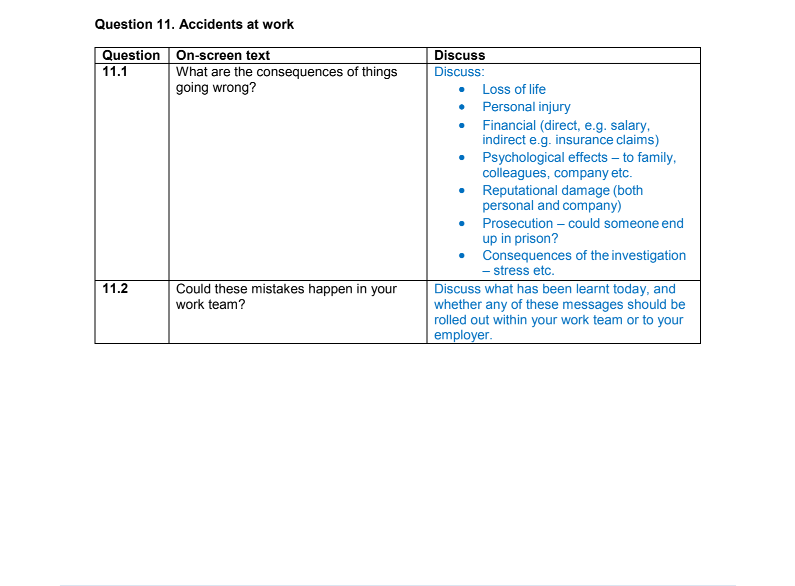 Question 11. Accidents at work
Question On-screen text Discuss
11.1 What are the consequences of things going wrong?
Discuss:
• Loss of life
• Personal injury
• Financial (direct, e.g. salary,
indirect e.g. insurance claims)
• Psychological effects – to family,
colleagues, company etc.
• Reputational damage (both
personal and company)
• Prosecution – could someone end
up in prison?
• Consequences of the investigation
– stress etc.
11.2 Could these mistakes happen in your
work team?
Discuss what has been learnt today, and
whether any of these messages should be
rolled out within your work team or to your
employer.